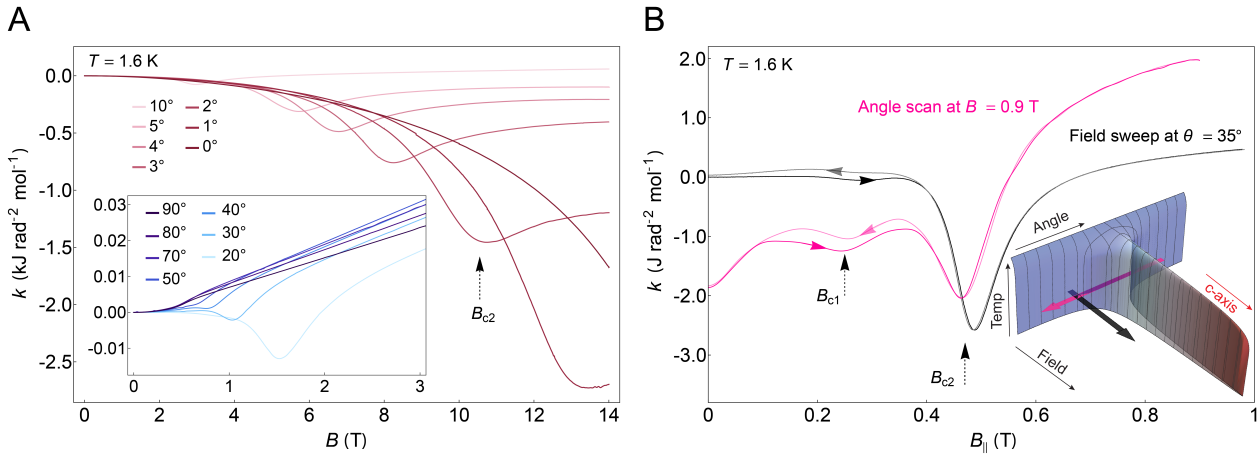 A
T = 1.6 K
10°
5°
4°
3°
2°
1°
0°
0.0
-0.5
-1.0
-1.5
-2.0
-2.5
k (kJ rad⁻² mol⁻¹)
0.03
0.02
0.01
0.00
-0.01
90°
80°
70°
50°
40°
30°
20°
0 1 2 3
Bc2
0 2 4 6 8 10 12 14
B (T)
B
T = 1.6 K
Angle scan at B = 0.9 T
Field sweep at θ = 35°
2.0
1.0
0.0
-1.0
-2.0
-3.0
k (J rad⁻² mol⁻¹)
Bc1
Bc2
Angle
Temp
Field
c-axis
0 0.2 0.4 0.6 0.8 1
B|| (T)